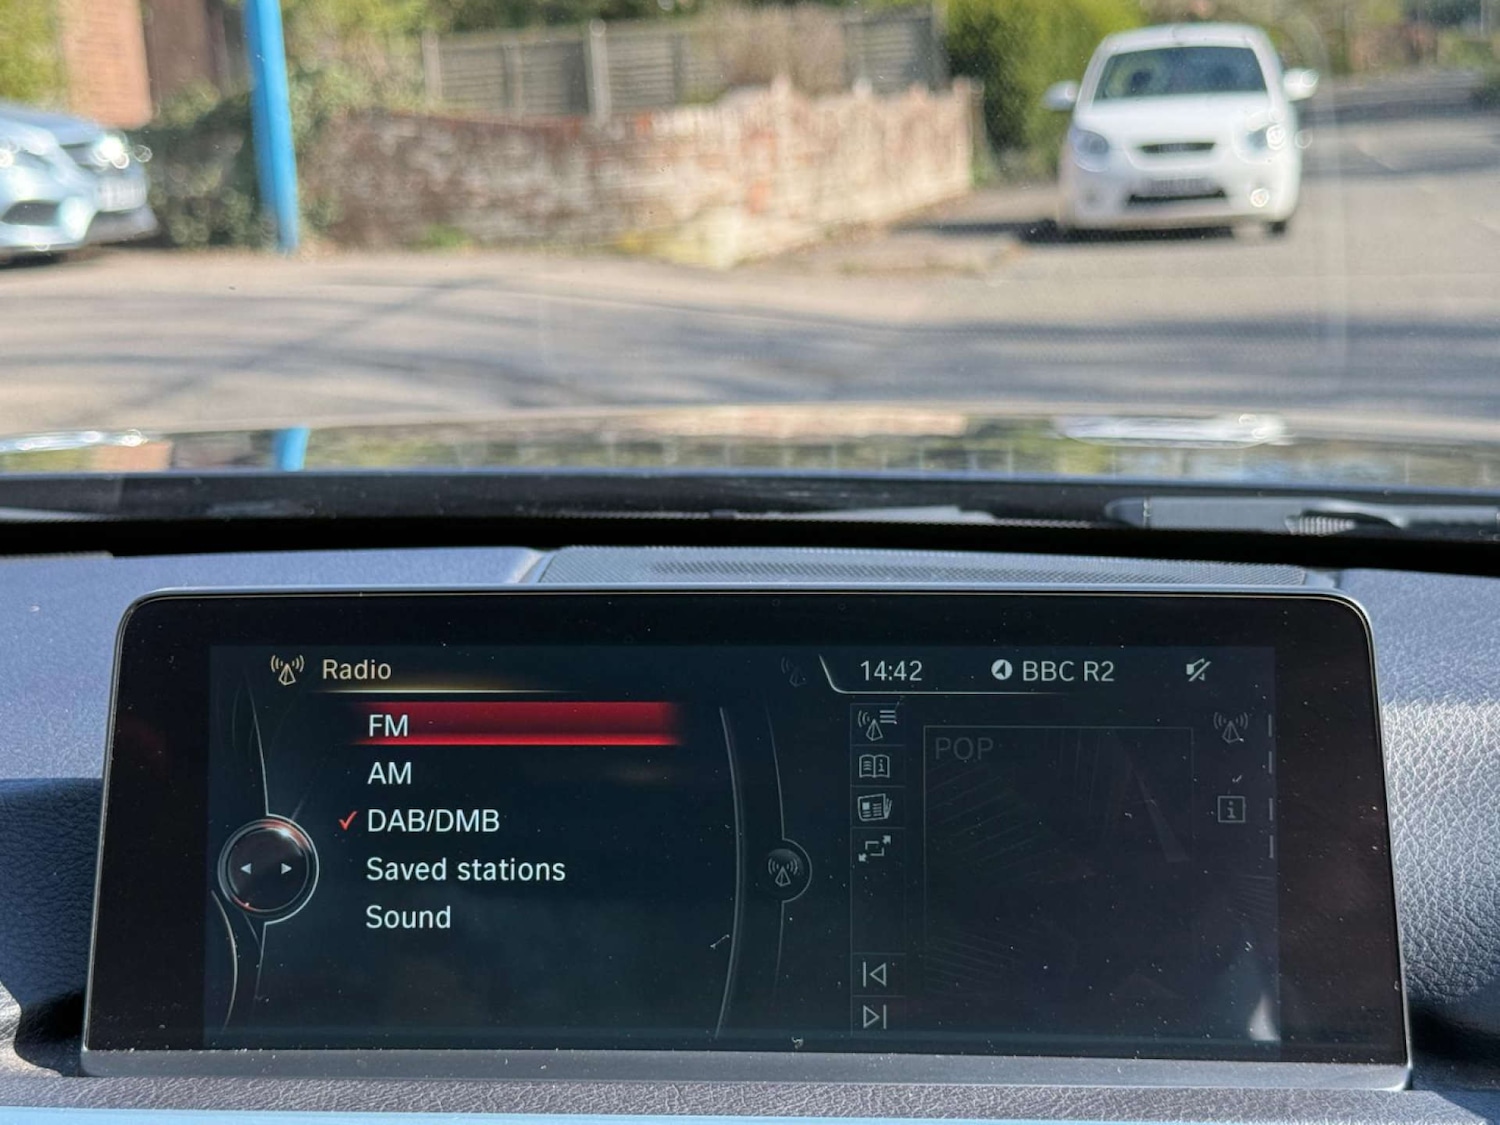 Radio
14:42 BBC R2
FM
AM
DAB/DMB
Saved stations
Sound
POP